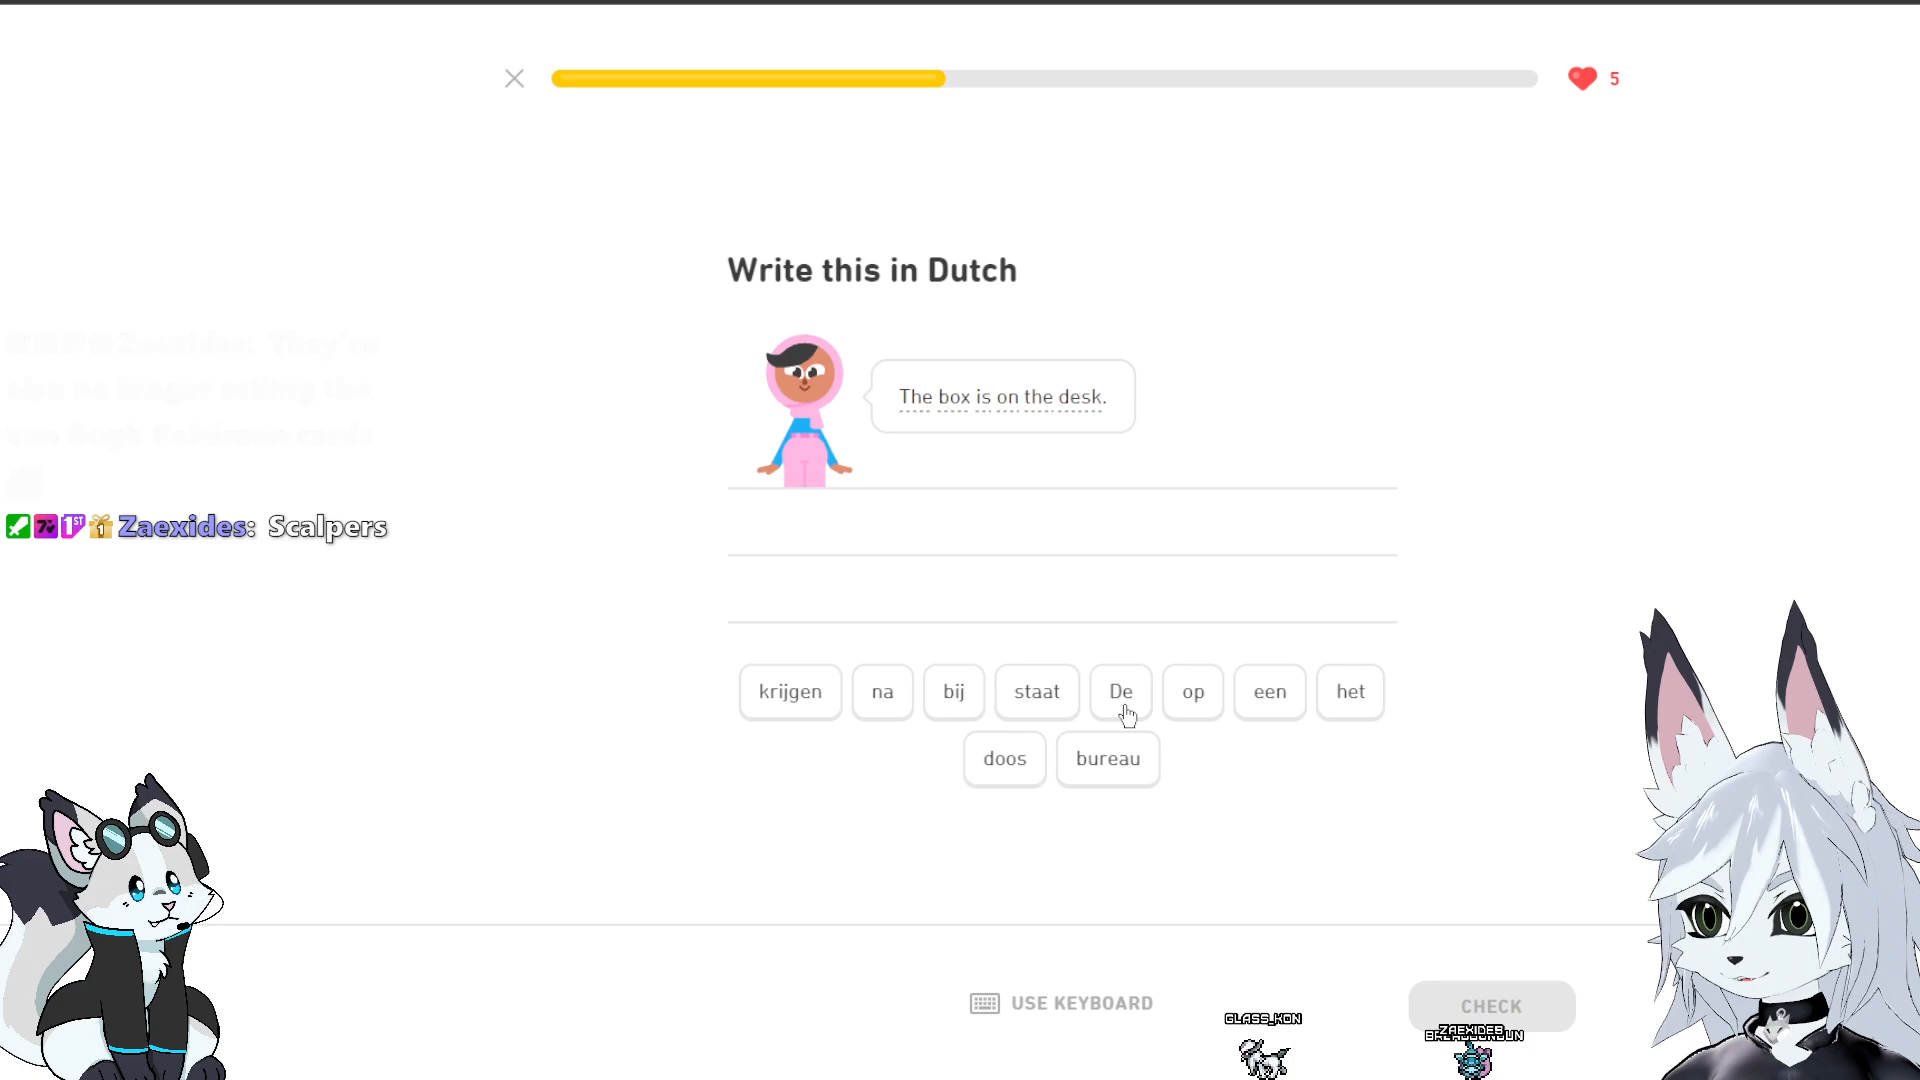 5
Write this in Dutch
The box is on the desk.
Zaexides: Scalpers
krijgen na bij staat De op een het
doos bureau
USE KEYBOARD
CHECK
GLASS_KON
ZAEXIDES